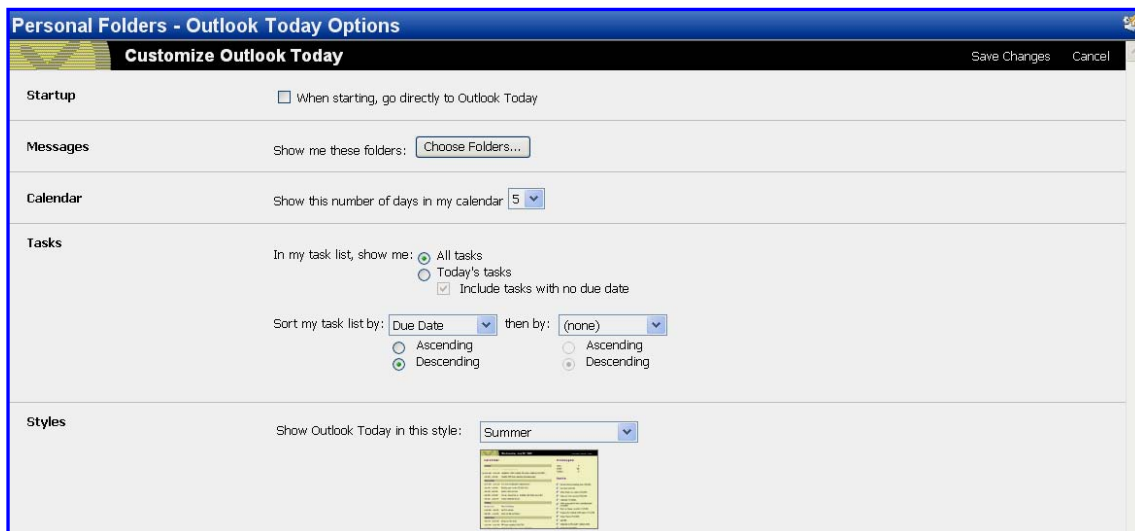 Personal Folders - Outlook Today Options
Customize Outlook Today Save Changes Cancel
Startup When starting, go directly to Outlook Today
Messages Show me these folders: Choose Folders...
Calendar Show this number of days in my calendar 5
Tasks
In my task list, show me: All tasks
Today's tasks
Include tasks with no due date
Sort my task list by: Due Date then by: (none)
Ascending Ascending
Descending Descending
Styles Show Outlook Today in this style: Summer